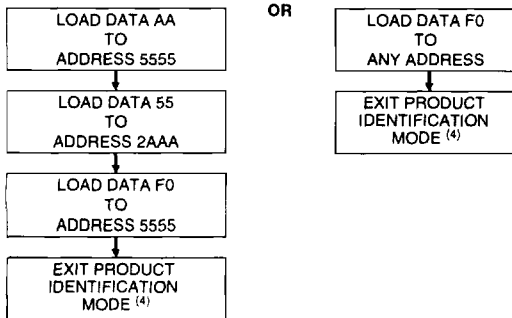 LOAD DATA AA
TO
ADDRESS 5555
LOAD DATA 55
TO
ADDRESS 2AAA
LOAD DATA F0
TO
ADDRESS 5555
EXIT PRODUCT
IDENTIFICATION
MODE (4)
OR
LOAD DATA F0
TO
ANY ADDRESS
EXIT PRODUCT
IDENTIFICATION
MODE (4)